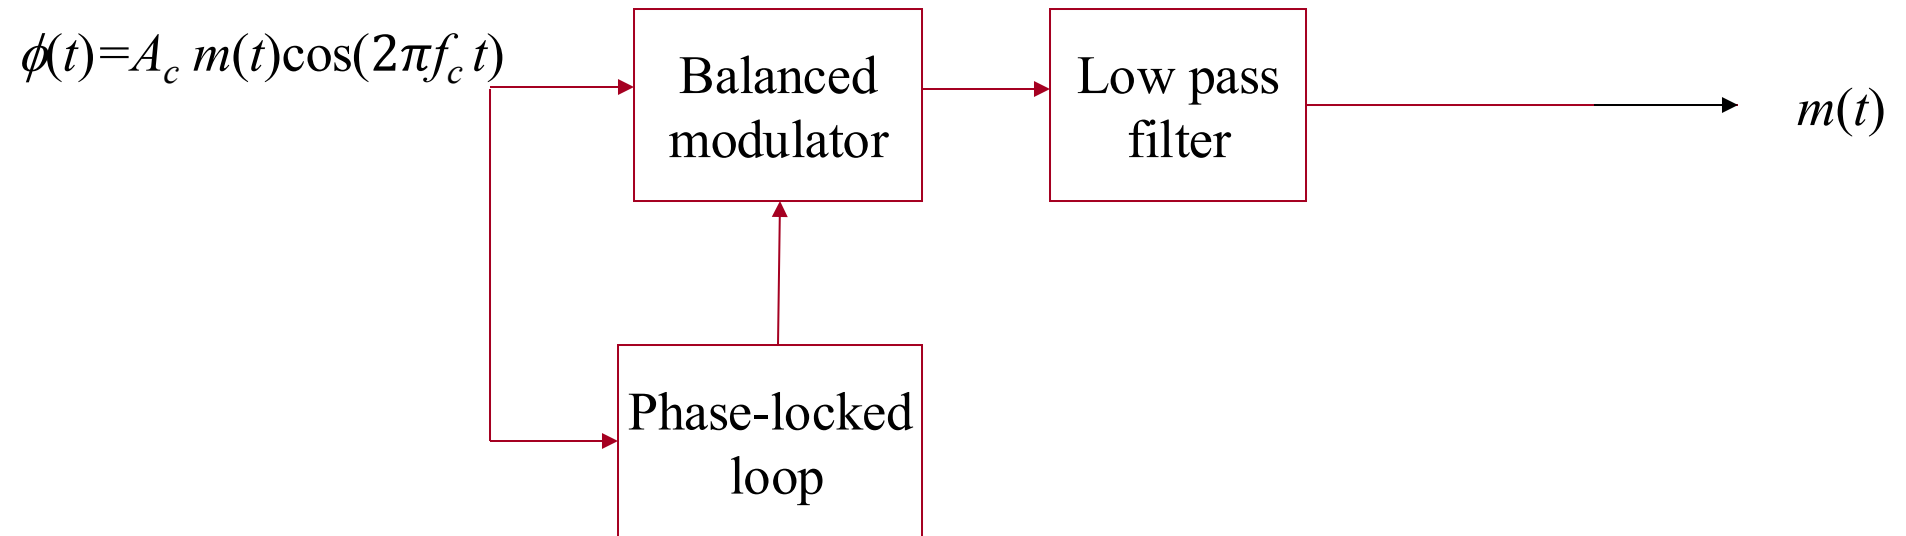 ϕ(t)=A_c m(t)cos(2πf_c t)
Balanced
modulator
Low pass
filter
m(t)
Phase-locked
loop